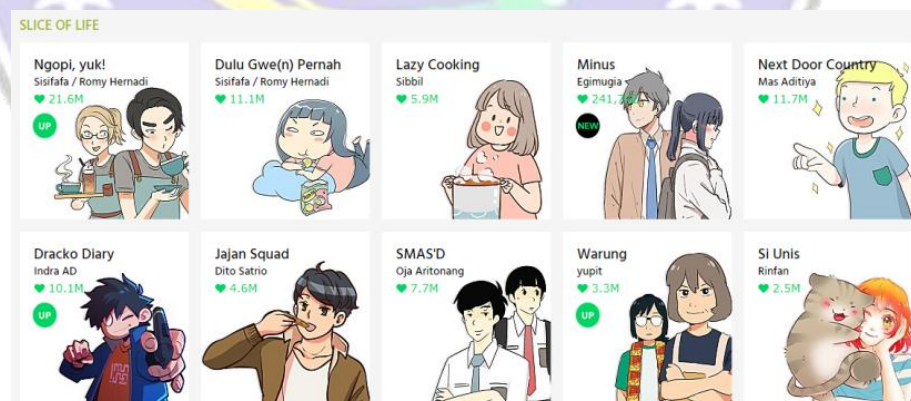 SLICE OF LIFE
Ngopi, yuk!
Sisifafa / Romy Hernadi
21.6M
UP
Dulu Gwe(n) Pernah
Sisifafa / Romy Hernadi
11.1M
Lazy Cooking
Sibbil
5.9M
Minus
Egimugia
NEW
Next Door Country
Mas Aditiya
11.7M
Dracko Diary
Indra AD
10.1M
UP
Jajan Squad
Dito Satrio
4.6M
SMAS'D
Oja Aritonang
7.7M
Warung
yupit
3.3M
UP
Si Unis
Rinfan
2.5M